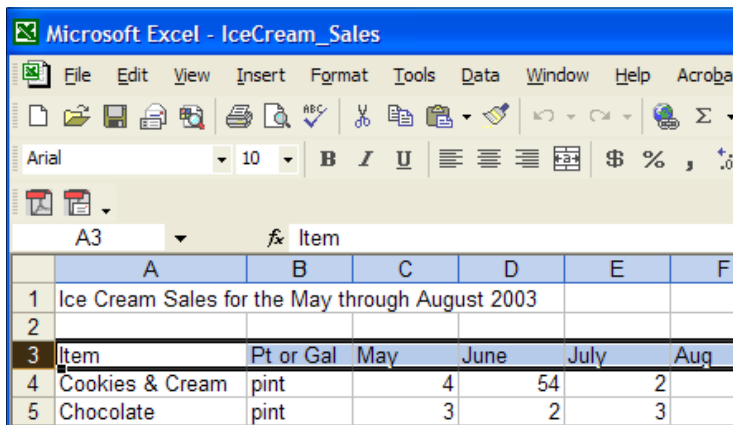 Microsoft Excel - IceCream_Sales
File Edit View Insert Format Tools Data Window Help Acroba
ABC Σ
Arial 10 B I U $ % , .0
A3 fx Item
A B C D E F
1 Ice Cream Sales for the May through August 2003
2
3 Item Pt or Gal May June July Aug
4 Cookies & Cream pint 4 54 2
5 Chocolate pint 3 2 3